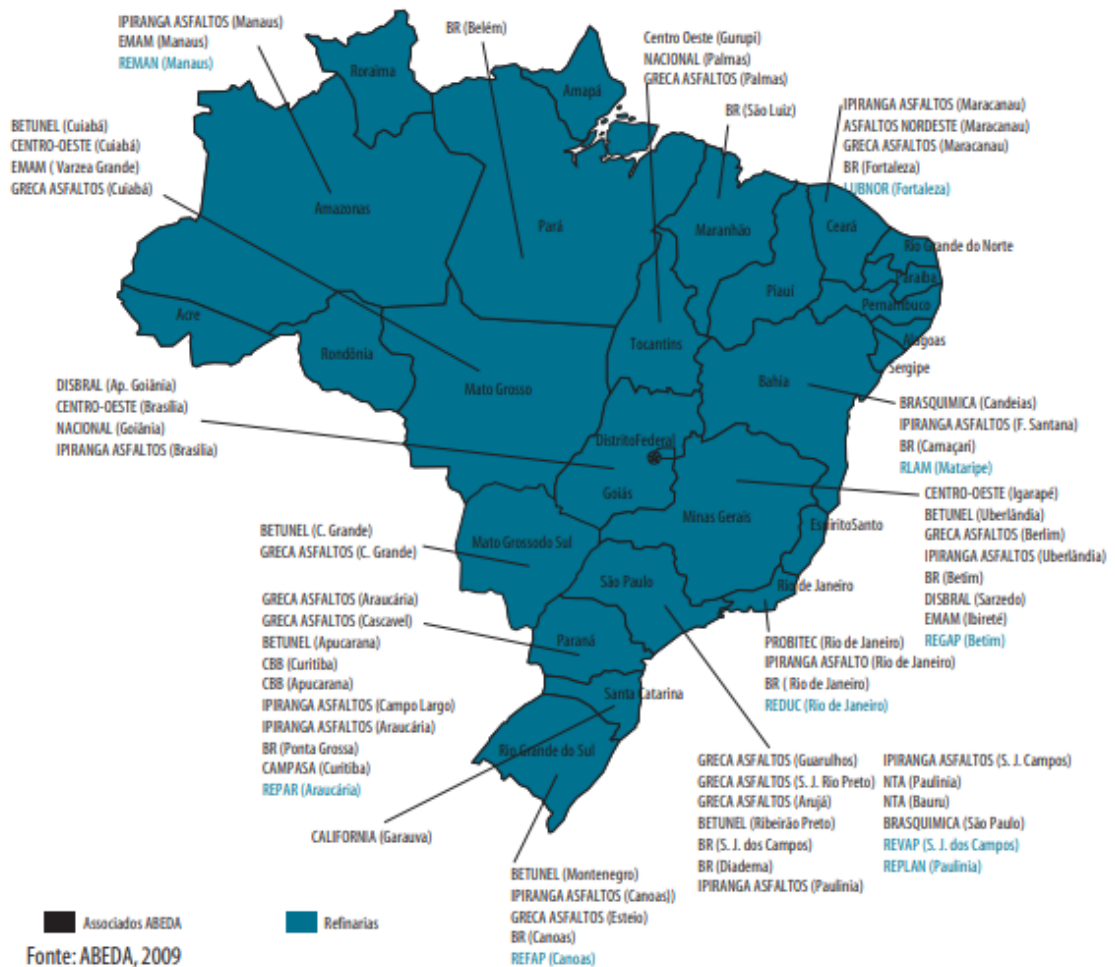 IPIRANGA ASFALTOS (Manaus)
EMAM (Manaus)
REMAN (Manaus)
BR (Belém)
Centro Oeste (Gurupi)
NACIONAL (Palmas)
GRECA ASFALTOS (Palmas)
BR (São Luiz)
IPIRANGA ASFALTOS (Maracanau)
ASFALTOS NORDESTE (Maracanau)
GRECA ASFALTOS (Maracanau)
BR (Fortaleza)
LUBNOR (Fortaleza)
BETUNEL (Cuiabá)
CENTRO-OESTE (Cuiabá)
EMAM ( Varzea Grande)
GRECA ASFALTOS (Cuiabá)
Roraima
Amapá
Amazonas
Pará
Maranhão
Ceará
Rio Grande do Norte
Paraíba
Piauí
Pernambuco
Acre
Alagoas
Rondônia
Tocantins
Sergipe
Mato Grosso
Bahia
DISBRAL (Ap. Goiânia)
CENTRO-OESTE (Brasília)
NACIONAL (Goiânia)
IPIRANGA ASFALTOS (Brasília)
BRASQUIMICA (Candeias)
IPIRANGA ASFALTOS (F. Santana)
BR (Camaçari)
RLAM (Mataripe)
DistritoFederal
Goiás
Minas Gerais
EspiritoSanto
CENTRO-OESTE (Igarapé)
BETUNEL (Uberlândia)
GRECA ASFALTOS (Berlim)
IPIRANGA ASFALTOS (Uberlândia)
BR (Betim)
DISBRAL (Sarzedo)
EMAM (Ibireté)
REGAP (Betim)
BETUNEL (C. Grande)
GRECA ASFALTOS (C. Grande)
Mato Grossodo Sul
São Paulo
Rio de Janeiro
GRECA ASFALTOS (Araucária)
GRECA ASFALTOS (Cascavel)
BETUNEL (Apucarana)
CBB (Curitiba)
CBB (Apucarana)
IPIRANGA ASFALTOS (Campo Largo)
IPIRANGA ASFALTOS (Araucária)
BR (Ponta Grossa)
CAMPASA (Curitiba)
REPAR (Araucária)
Paraná
Santa Catarina
Rio Grande do Sul
PROBITEC (Rio de Janeiro)
IPIRANGA ASFALTO (Rio de Janeiro)
BR ( Rio de Janeiro)
REDUC (Rio de Janeiro)
GRECA ASFALTOS (Guarulhos)
GRECA ASFALTOS (S. J. Rio Preto)
GRECA ASFALTOS (Arujá)
BETUNEL (Ribeirão Preto)
BR (S. J. dos Campos)
BR (Diadema)
IPIRANGA ASFALTOS (Paulinia)
IPIRANGA ASFALTOS (S. J. Campos)
NTA (Paulinia)
NTA (Bauru)
BRASQUIMICA (São Paulo)
REVAP (S. J. dos Campos)
REPLAN (Paulinia)
CALIFORNIA (Garauva)
BETUNEL (Montenegro)
IPIRANGA ASFALTOS (Canoas))
GRECA ASFALTOS (Esteio)
BR (Canoas)
REFAP (Canoas)
Associados ABEDA
Refinarias
Fonte: ABEDA, 2009